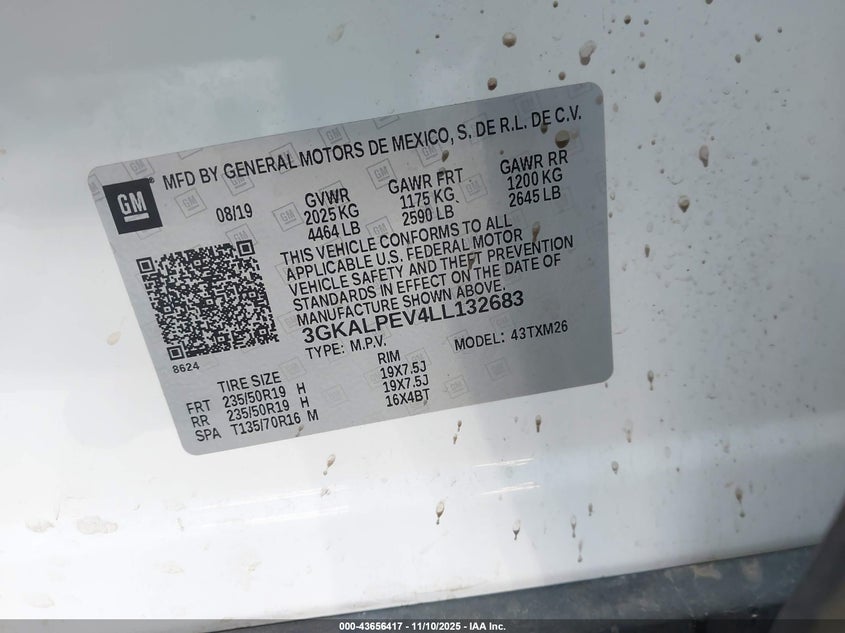 MFD BY GENERAL MOTORS DE MEXICO, S. DE R.L. DE C.V.
GM ®
08/19 GVWR GAWR FRT GAWR RR
2025 KG 1175 KG 1200 KG
4464 LB 2590 LB 2645 LB
THIS VEHICLE CONFORMS TO ALL
APPLICABLE U.S. FEDERAL MOTOR
VEHICLE SAFETY AND THEFT PREVENTION
STANDARDS IN EFFECT ON THE DATE OF
MANUFACTURE SHOWN ABOVE.
3GKALPEV4LL132683
TYPE: M.P.V. MODEL: 43TXM26
8624
TIRE SIZE RIM
FRT 235/50R19 H 19X7.5J
RR 235/50R19 H 19X7.5J
SPA T135/70R16 M 16X4BT
000-43656417 - 11/10/2025 - IAA Inc.